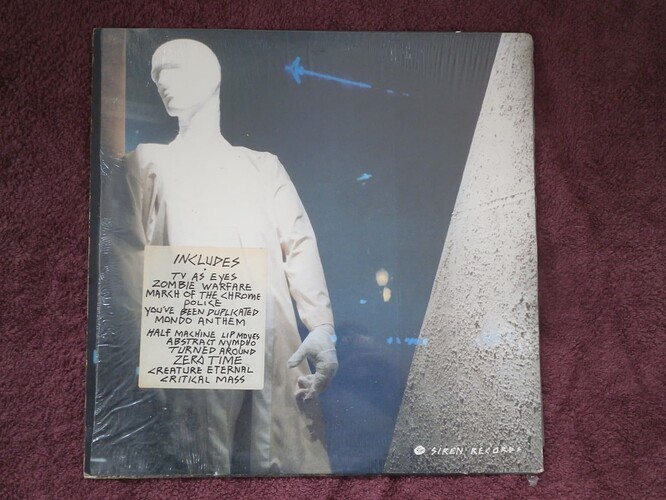 INCLUDES
TV AS EYES
ZOMBIE WARFARE
MARCH OF THE CHROME
POLICE
YOU'VE BEEN DUPLICATED
MONDO ANTHEM
HALF MACHINE LIP MOVES
ABSTRACT NYMPHO
TURNED AROUND
ZERO TIME
CREATURE ETERNAL
CRITICAL MASS
SIREN RECORDS